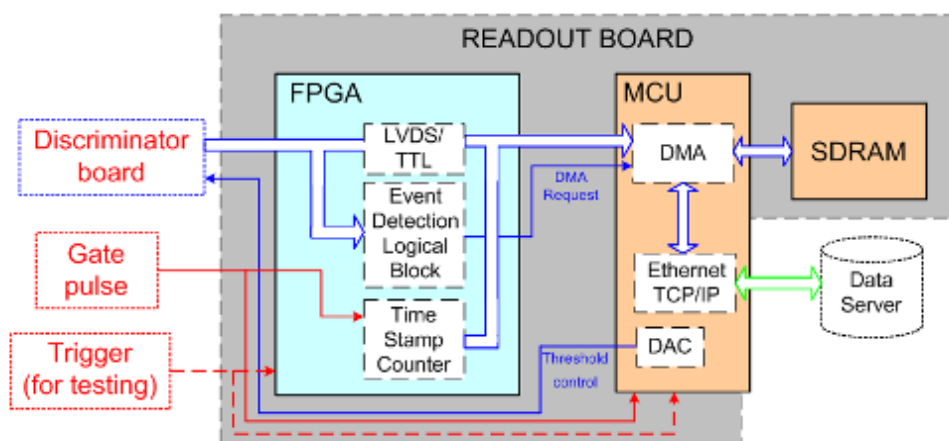 READOUT BOARD
FPGA
MCU
Discriminator
board
LVDS/
TTL
DMA
SDRAM
Event
Detection
Logical
Block
DMA
Request
Gate
pulse
Ethernet
TCP/IP
Data
Server
Time
Stamp
Counter
Trigger
(for testing)
DAC
Threshold
control